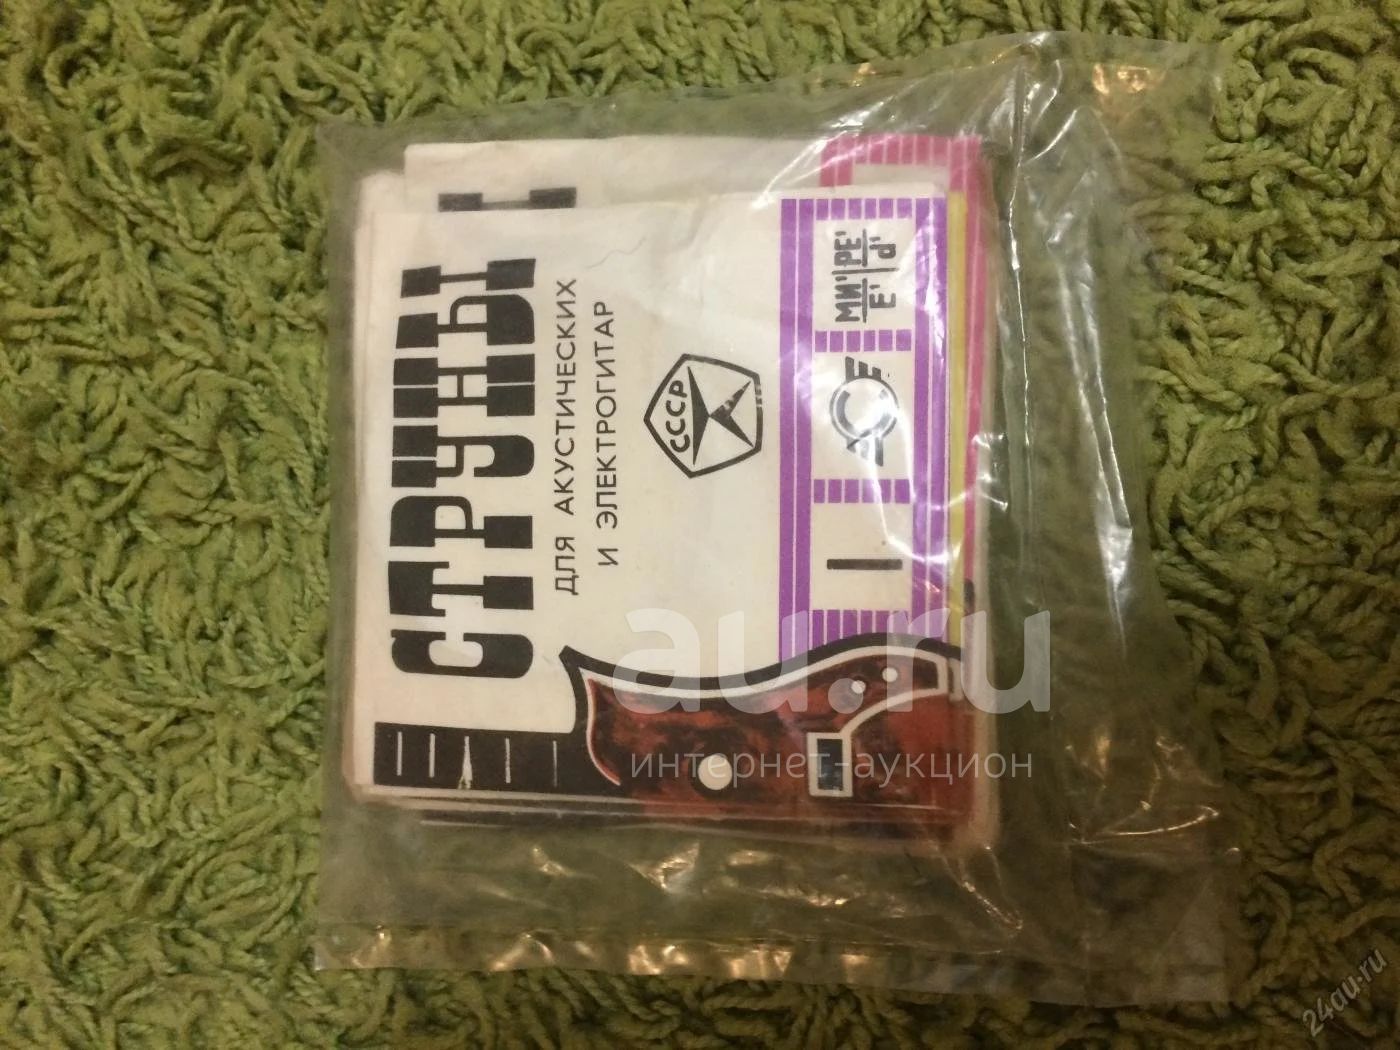 СТРУНЫ
ДЛЯ АКУСТИЧЕСКИХ
И ЭЛЕКТРОГИТАР
СССР
I
МИ' РЕ'
E' d'
au.ru
интернет-аукцион
24au.ru